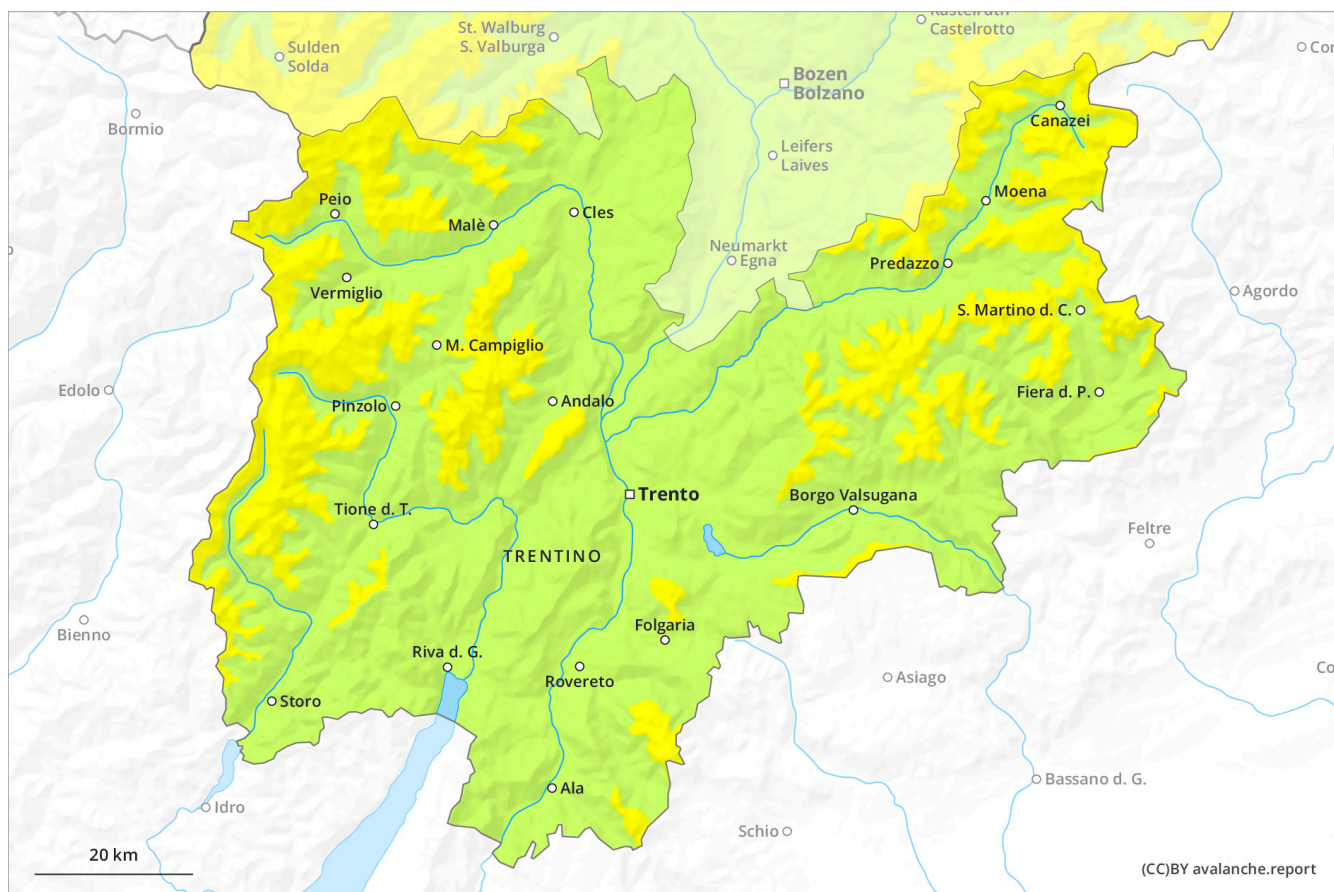 Kastelruth
Castelrotto
St. Walburg
S. Valburga
Sulden
Solda
Bozen
Bolzano
Bormio
Canazei
Leifers
Laives
Peio
Moena
Malè
Cles
Neumarkt
Egna
Predazzo
Vermiglio
Agordo
S. Martino d. C.
M. Campiglio
Edolo
Fiera d. P.
Pinzolo
Andalo
Trento
Borgo Valsugana
Tione d. T.
Feltre
TRENTINO
Bienno
Folgaria
Riva d. G.
Asiago
Rovereto
Storo
Bassano d. G.
Ala
Idro
Schio
20 km
(CC)BY avalanche.report